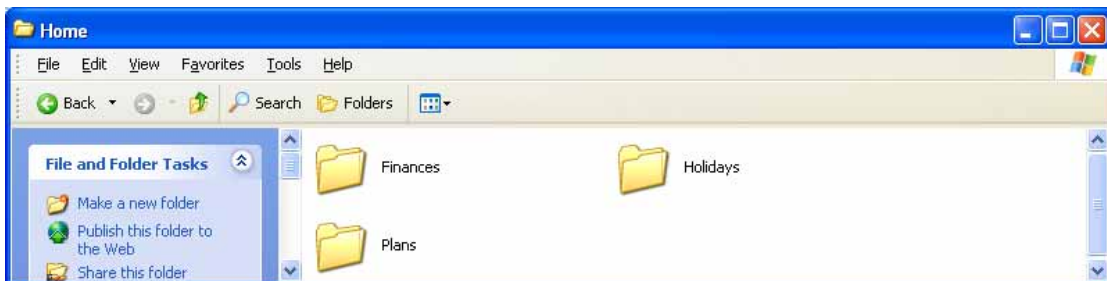 Home
File Edit View Favorites Tools Help
Back Search Folders
File and Folder Tasks
Make a new folder
Publish this folder to
the Web
Share this folder
Finances Holidays
Plans